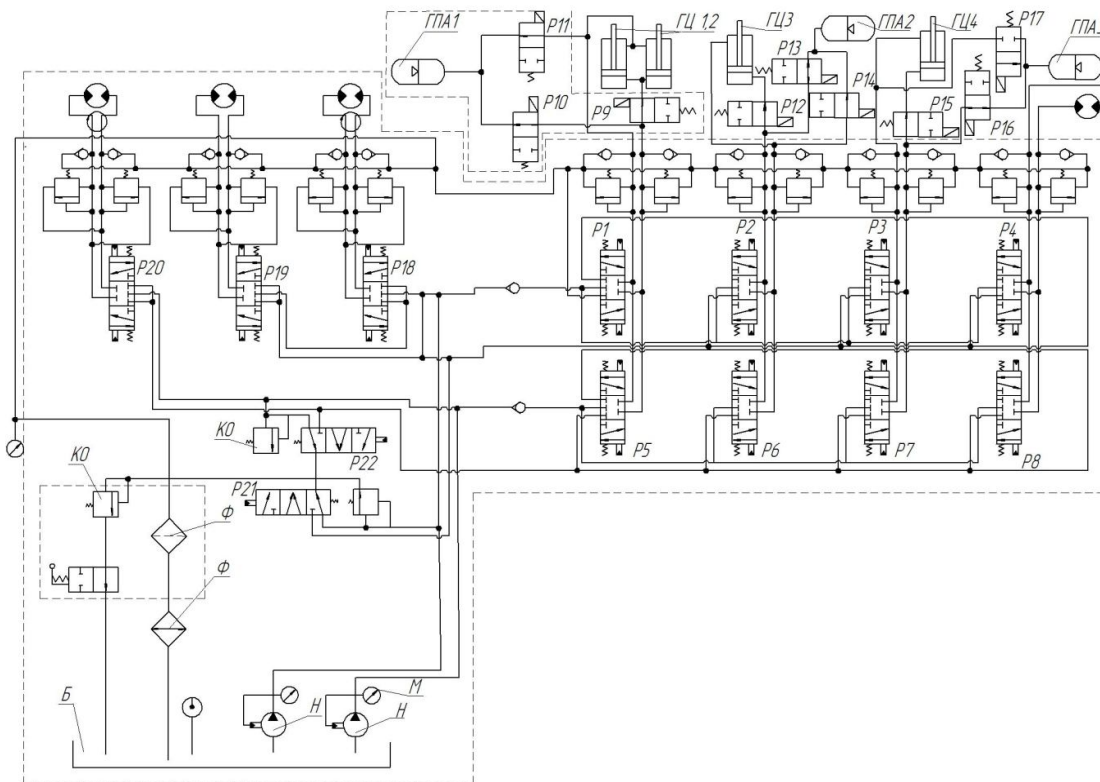 ГПА1
Р11
ГЦ 1,2
ГЦ3
Р13
ГПА2
ГЦ4
Р17
ГПА
Р10
Р9
Р12
Р14
Р15
Р16
Р20
Р19
Р18
Р1
Р2
Р3
Р4
КО
Р22
Р5
Р6
Р7
Р8
КО
Р21
Ф
Ф
Б
Н
М
Н